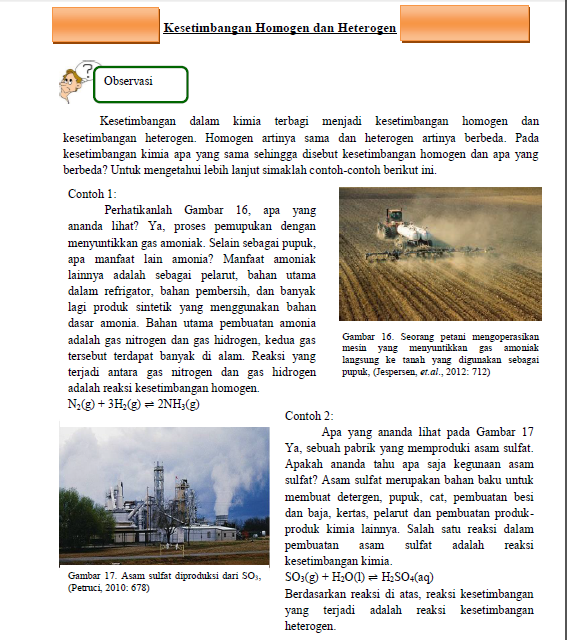 Kesetimbangan Homogen dan Heterogen
?
Observasi
Kesetimbangan dalam kimia terbagi menjadi kesetimbangan homogen dan
kesetimbangan heterogen. Homogen artinya sama dan heterogen artinya berbeda. Pada
kesetimbangan kimia apa yang sama sehingga disebut kesetimbangan homogen dan apa yang
berbeda? Untuk mengetahui lebih lanjut simaklah contoh-contoh berikut ini.
Contoh 1:
Perhatikanlah Gambar 16, apa yang
ananda lihat? Ya, proses pemupukan dengan
menyuntikkan gas amoniak. Selain sebagai pupuk,
apa manfaat lain amonia? Manfaat amoniak
lainnya adalah sebagai pelarut, bahan utama
dalam refrigator, bahan pembersih, dan banyak
lagi produk sintetik yang menggunakan bahan
dasar amonia. Bahan utama pembuatan amonia
adalah gas nitrogen dan gas hidrogen, kedua gas
tersebut terdapat banyak di alam. Reaksi yang
terjadi antara gas nitrogen dan gas hidrogen
adalah reaksi kesetimbangan homogen.
N₂(g) + 3H₂(g) ⇌ 2NH₃(g)
Gambar 16. Seorang petani mengoperasikan
mesin yang menyuntikkan gas amoniak
langsung ke tanah yang digunakan sebagai
pupuk, (Jespersen, et.al., 2012: 712)
Contoh 2:
Apa yang ananda lihat pada Gambar 17
Ya, sebuah pabrik yang memproduksi asam sulfat.
Apakah ananda tahu apa saja kegunaan asam
sulfat? Asam sulfat merupakan bahan baku untuk
membuat detergen, pupuk, cat, pembuatan besi
dan baja, kertas, pelarut dan pembuatan produk-
produk kimia lainnya. Salah satu reaksi dalam
pembuatan asam sulfat adalah reaksi
kesetimbangan kimia.
SO₃(g) + H₂O(l) ⇌ H₂SO₄(aq)
Berdasarkan reaksi di atas, reaksi kesetimbangan
yang terjadi adalah reaksi kesetimbangan
heterogen.
Gambar 17. Asam sulfat diproduksi dari SO₃,
(Petruci, 2010: 678)